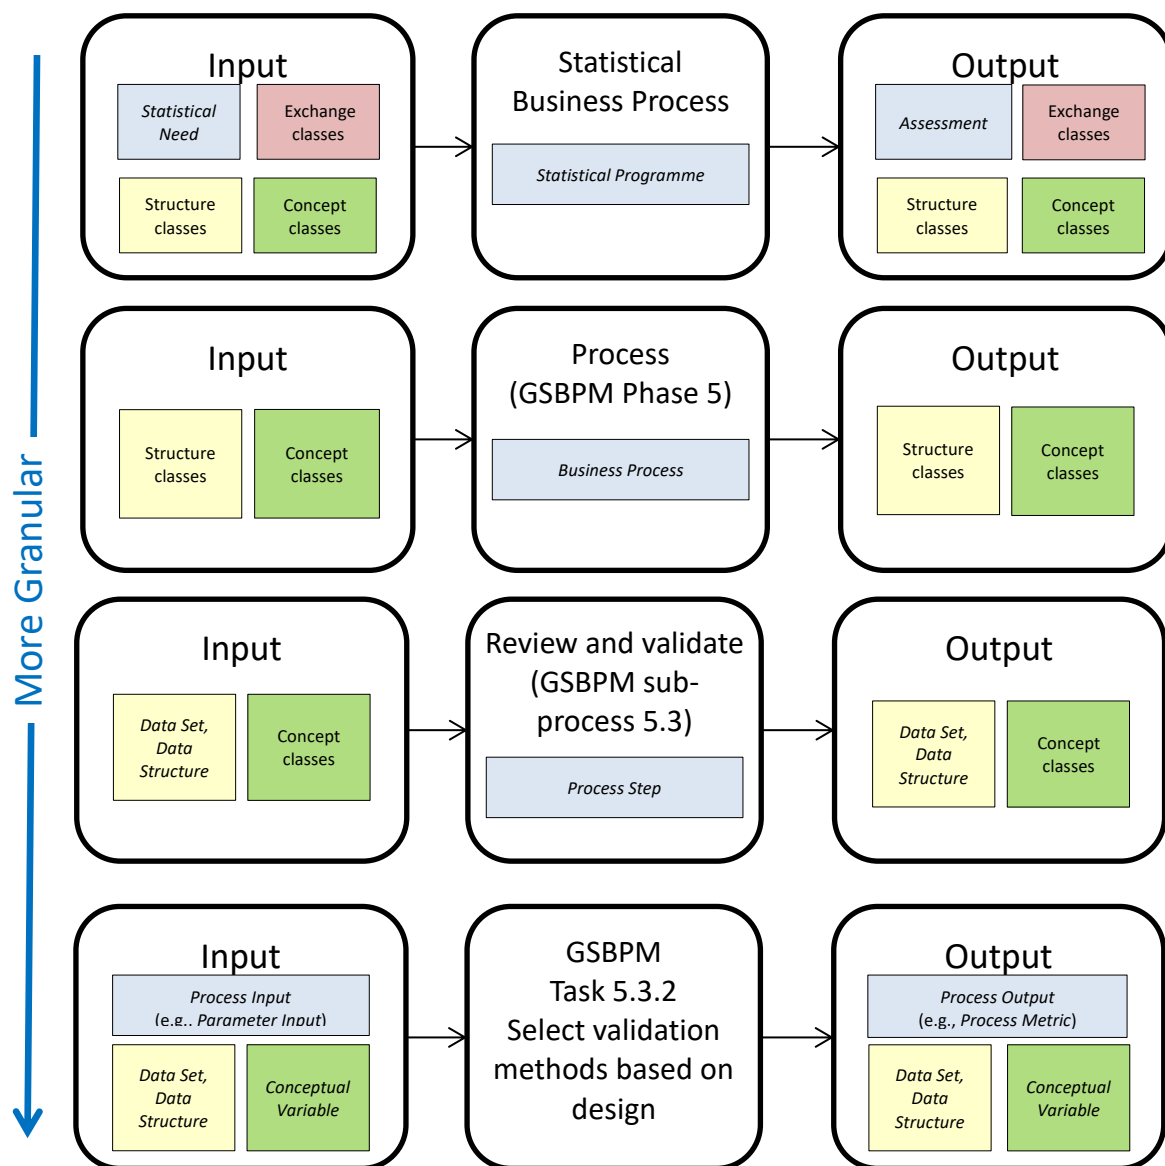 More Granular
Input
Statistical
Need
Exchange
classes
Structure
classes
Concept
classes
Statistical
Business Process
Statistical Programme
Output
Assessment
Exchange
classes
Structure
classes
Concept
classes
Input
Structure
classes
Concept
classes
Process
(GSBPM Phase 5)
Business Process
Output
Structure
classes
Concept
classes
Input
Data Set,
Data
Structure
Concept
classes
Review and validate
(GSBPM sub-
process 5.3)
Process Step
Output
Data Set,
Data
Structure
Concept
classes
Input
Process Input
(e.g., Parameter Input)
Data Set,
Data
Structure
Conceptual
Variable
GSBPM
Task 5.3.2
Select validation
methods based on
design
Output
Process Output
(e.g., Process Metric)
Data Set,
Data
Structure
Conceptual
Variable